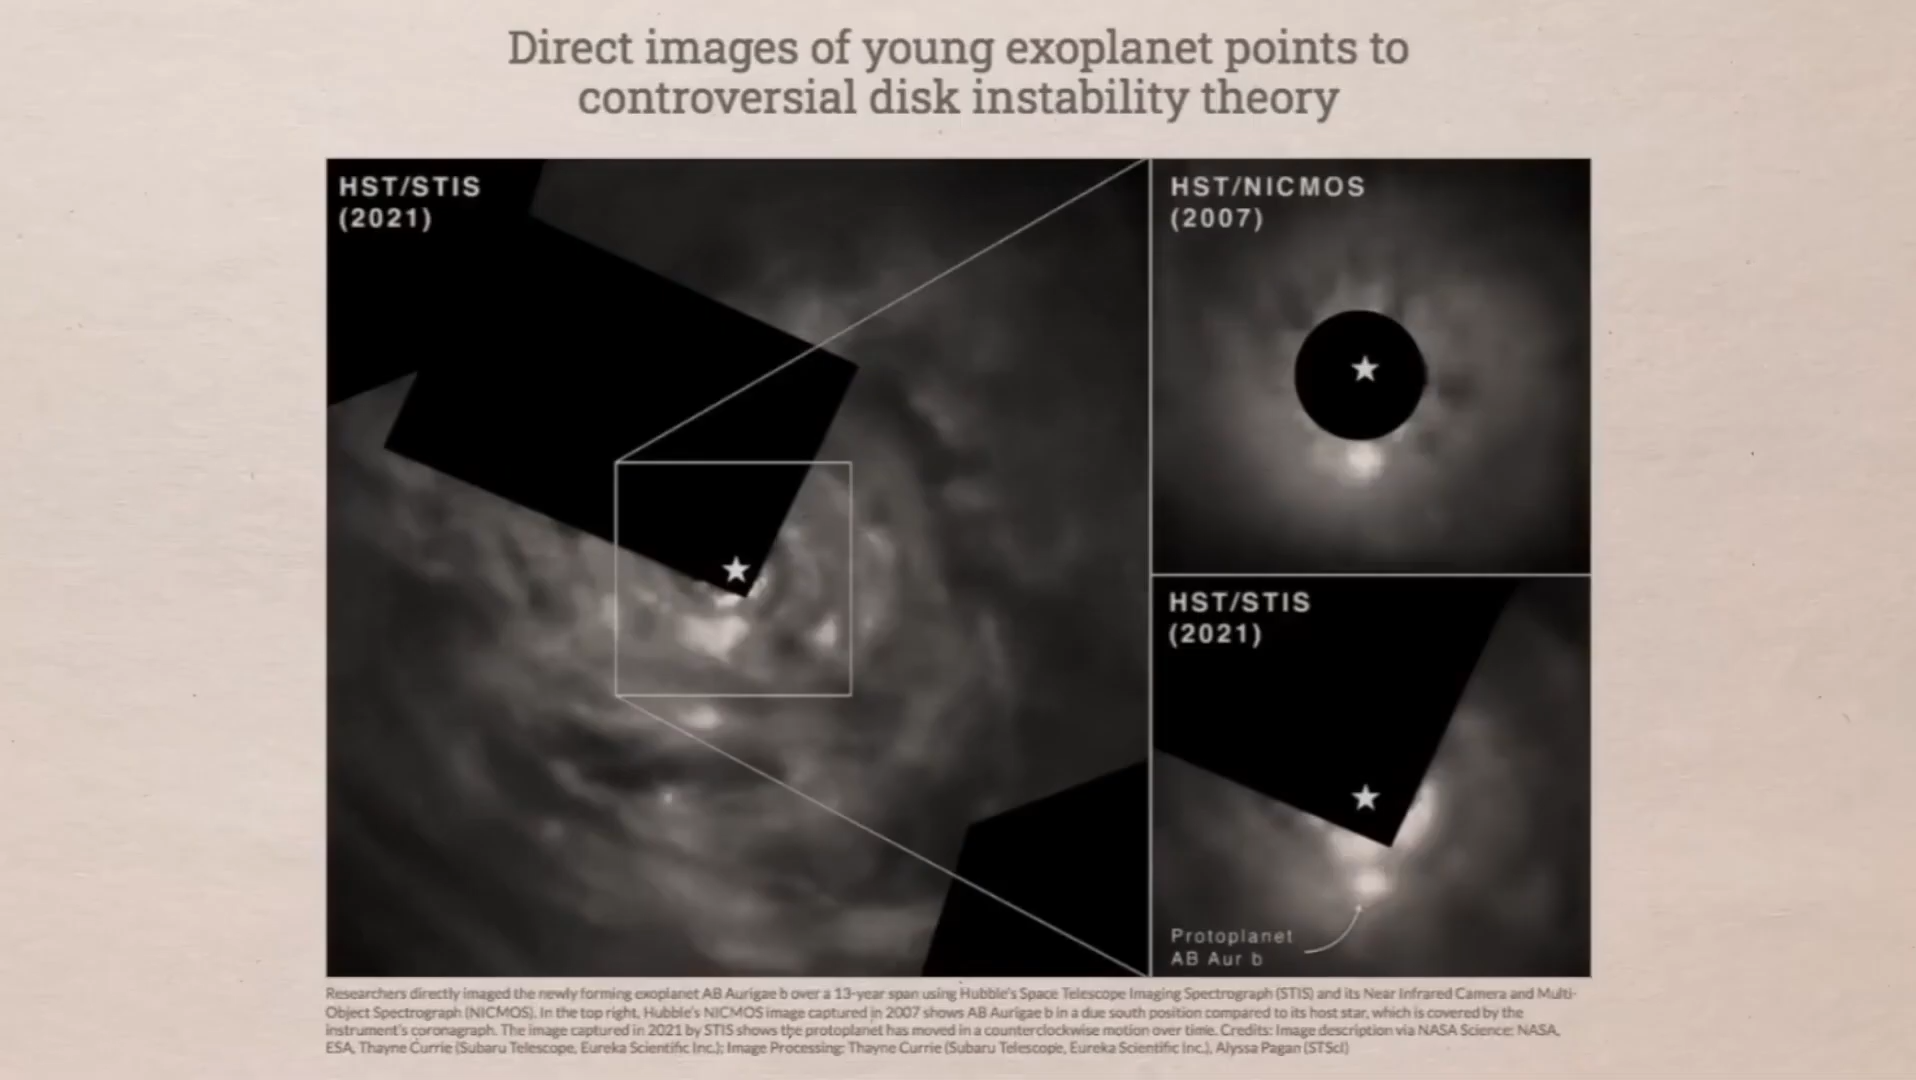 Direct images of young exoplanet points to
controversial disk instability theory
HST/STIS
(2021)
HST/NICMOS
(2007)
HST/STIS
(2021)
Protoplanet
AB Aur b
Researchers directly imaged the newly forming exoplanet AB Aurigae b over a 13-year span using Hubble's Space Telescope Imaging Spectrograph (STIS) and its Near Infrared Camera and Multi-
Object Spectrograph (NICMOS). In the top right, Hubble's NICMOS image captured in 2007 shows AB Aurigae b in a due south position compared to its host star, which is covered by the
instrument's coronagraph. The image captured in 2021 by STIS shows the protoplanet has moved in a counterclockwise motion over time. Credits: Image description via NASA Science: NASA,
ESA, Thayne Currie (Subaru Telescope, Eureka Scientific Inc.); Image Processing: Thayne Currie (Subaru Telescope, Eureka Scientific Inc.), Alyssa Pagan (STScI)